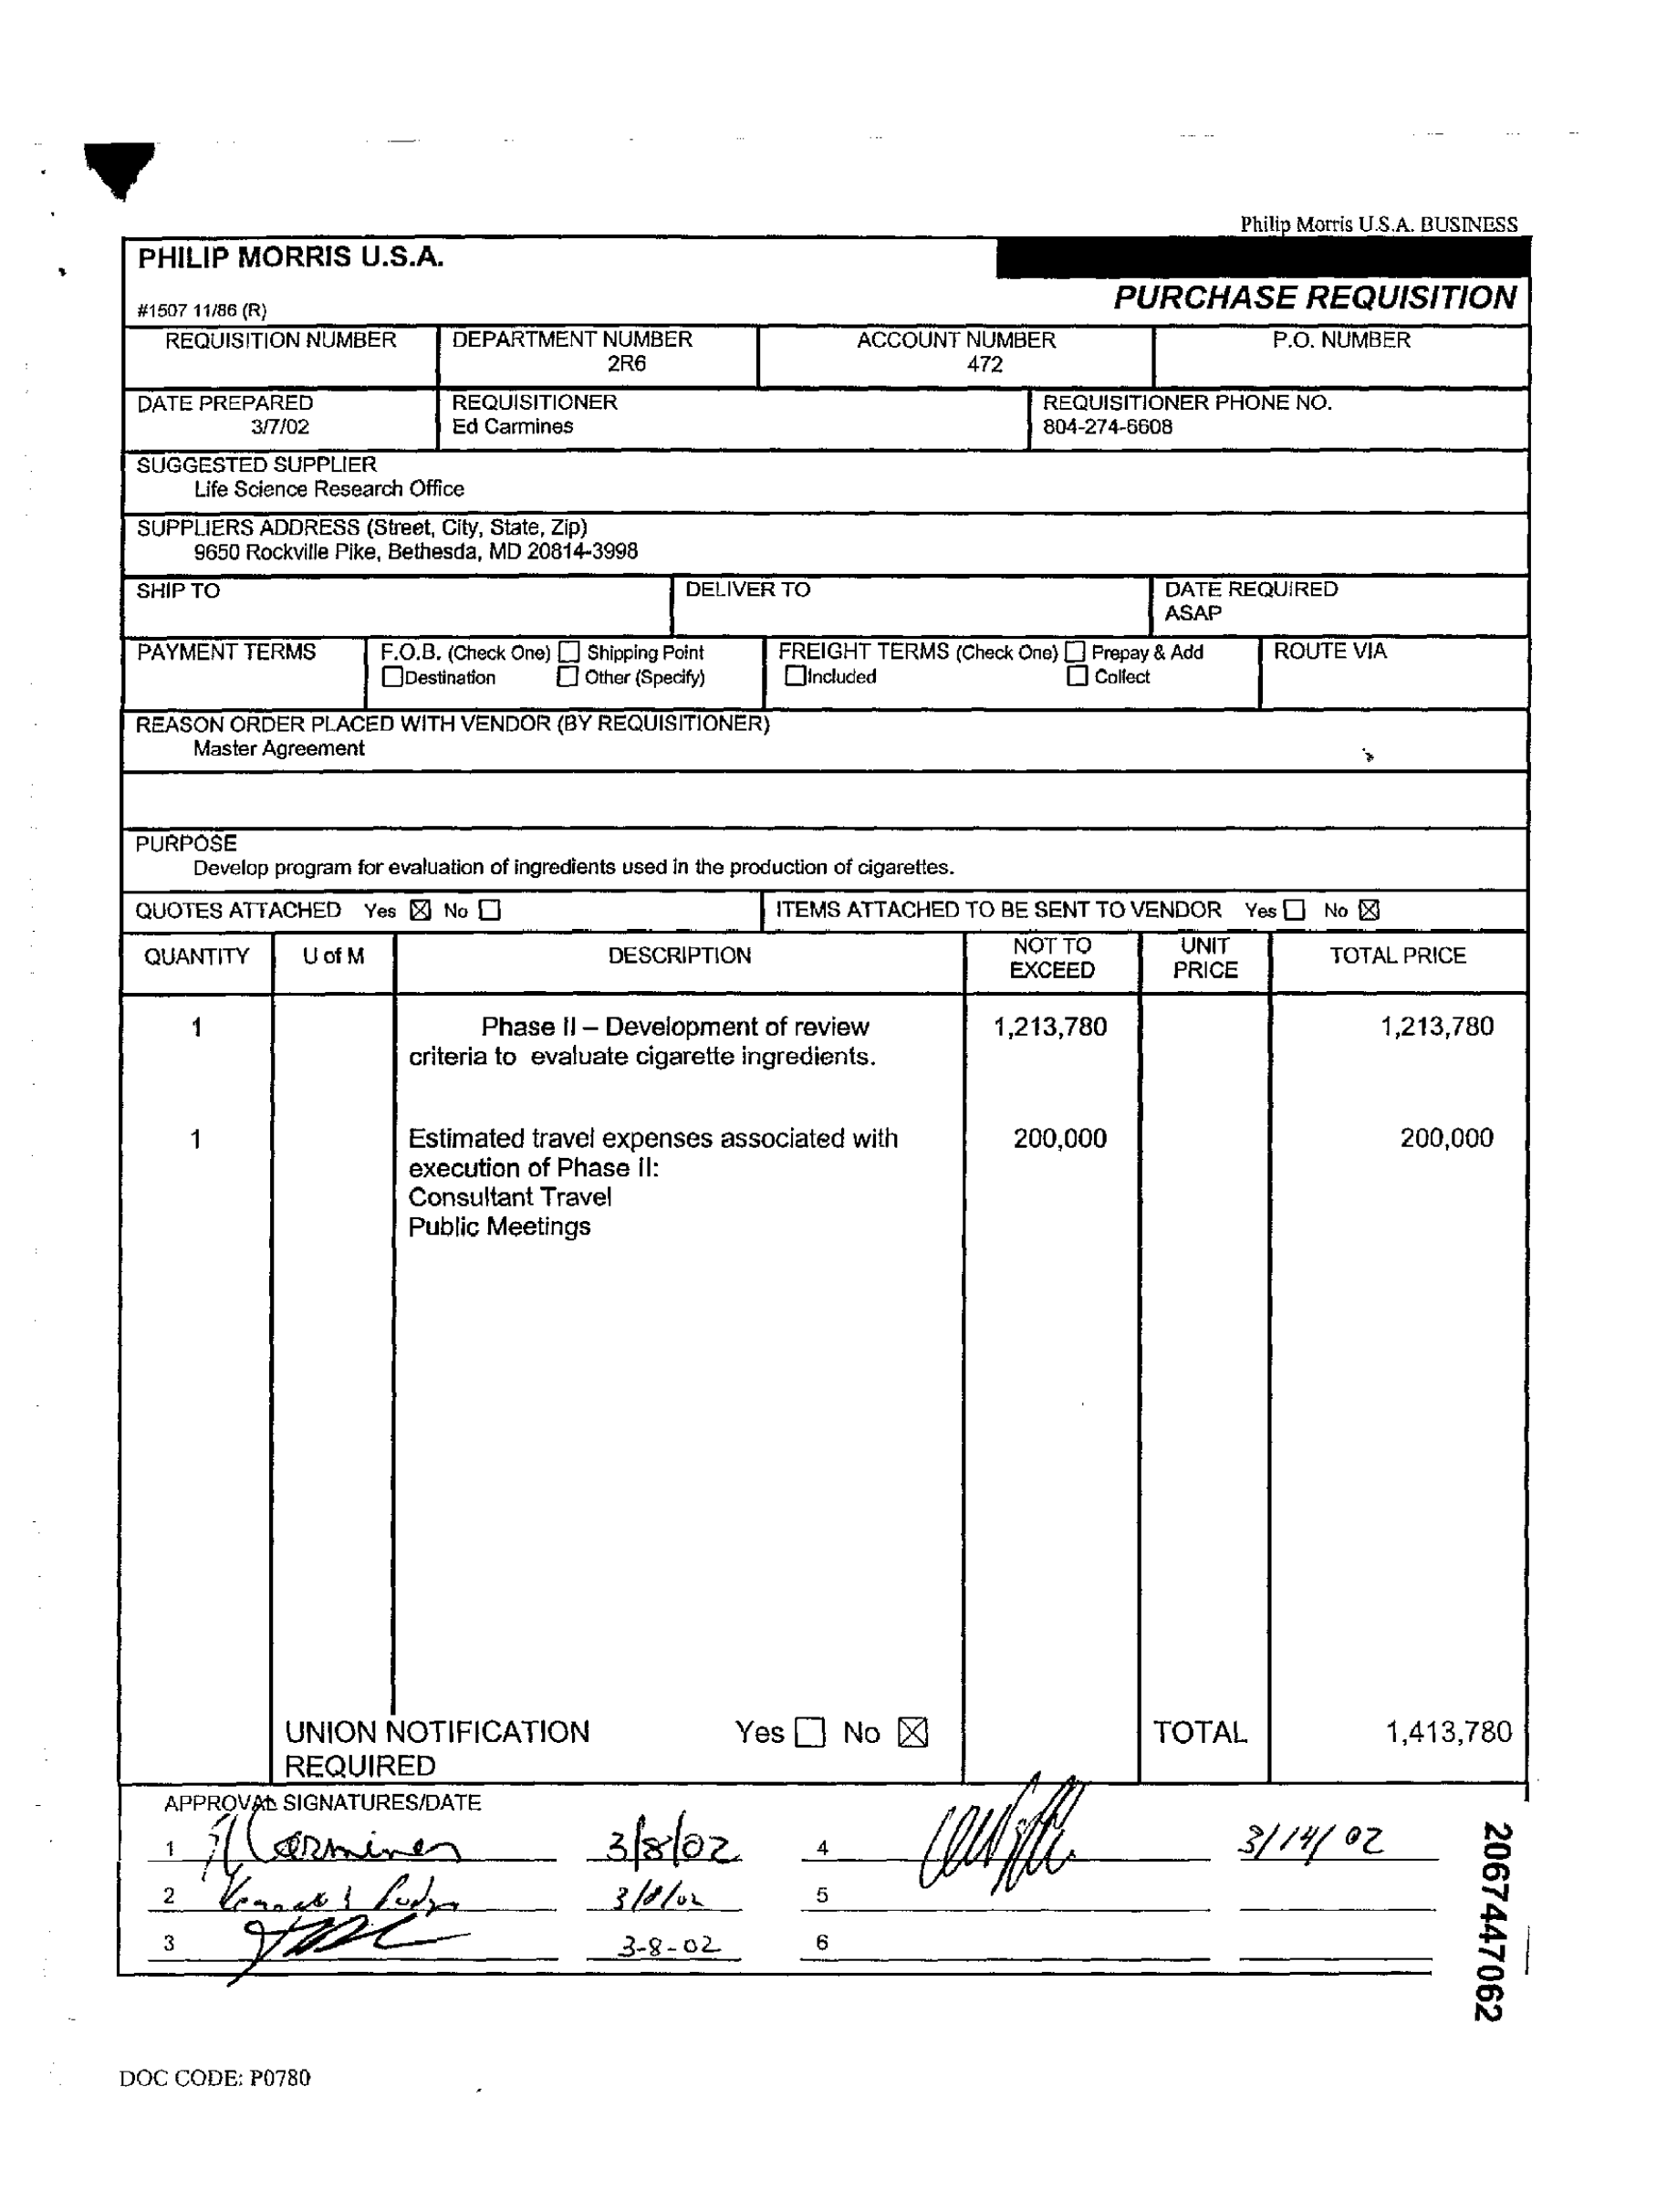 Philip Morris U.S.A. BUSINESS
PHILIP MORRIS U.S.A.
#1507 11/86 (R)
PURCHASE REQUISITION
REQUISITION NUMBER DEPARTMENT NUMBER ACCOUNT NUMBER P.O. NUMBER
2R6 472
DATE PREPARED REQUISITIONER REQUISITIONER PHONE NO.
3/7/02 Ed Carmines 804-274-6608
SUGGESTED SUPPLIER
Life Science Research Office
SUPPLIERS ADDRESS (Street, City, State, Zip)
9650 Rockville Pike, Bethesda, MD 20814-3998
SHIP TO DELIVER TO DATE REQUIRED
ASAP
PAYMENT TERMS F.O.B. (Check One) ☐ Shipping Point FREIGHT TERMS (Check One) ☐ Prepay & Add ROUTE VIA
☐ Destination ☐ Other (Specify) ☐ Included ☐ Collect
REASON ORDER PLACED WITH VENDOR (BY REQUISITIONER)
Master Agreement
PURPOSE
Develop program for evaluation of ingredients used in the production of cigarettes.
QUOTES ATTACHED Yes ☒ No ☐ ITEMS ATTACHED TO BE SENT TO VENDOR Yes ☐ No ☒
QUANTITY U of M DESCRIPTION NOT TO EXCEED UNIT PRICE TOTAL PRICE
1 Phase II – Development of review 1,213,780 1,213,780
criteria to evaluate cigarette ingredients.
1 Estimated travel expenses associated with 200,000 200,000
execution of Phase II:
Consultant Travel
Public Meetings
UNION NOTIFICATION Yes ☐ No ☒ TOTAL 1,413,780
REQUIRED
APPROVAL SIGNATURES/DATE
1 Carmines 3/8/02 4 3/14/02
2 3/8/02 5
3 3-8-02 6
2067447062
DOC CODE: P0780